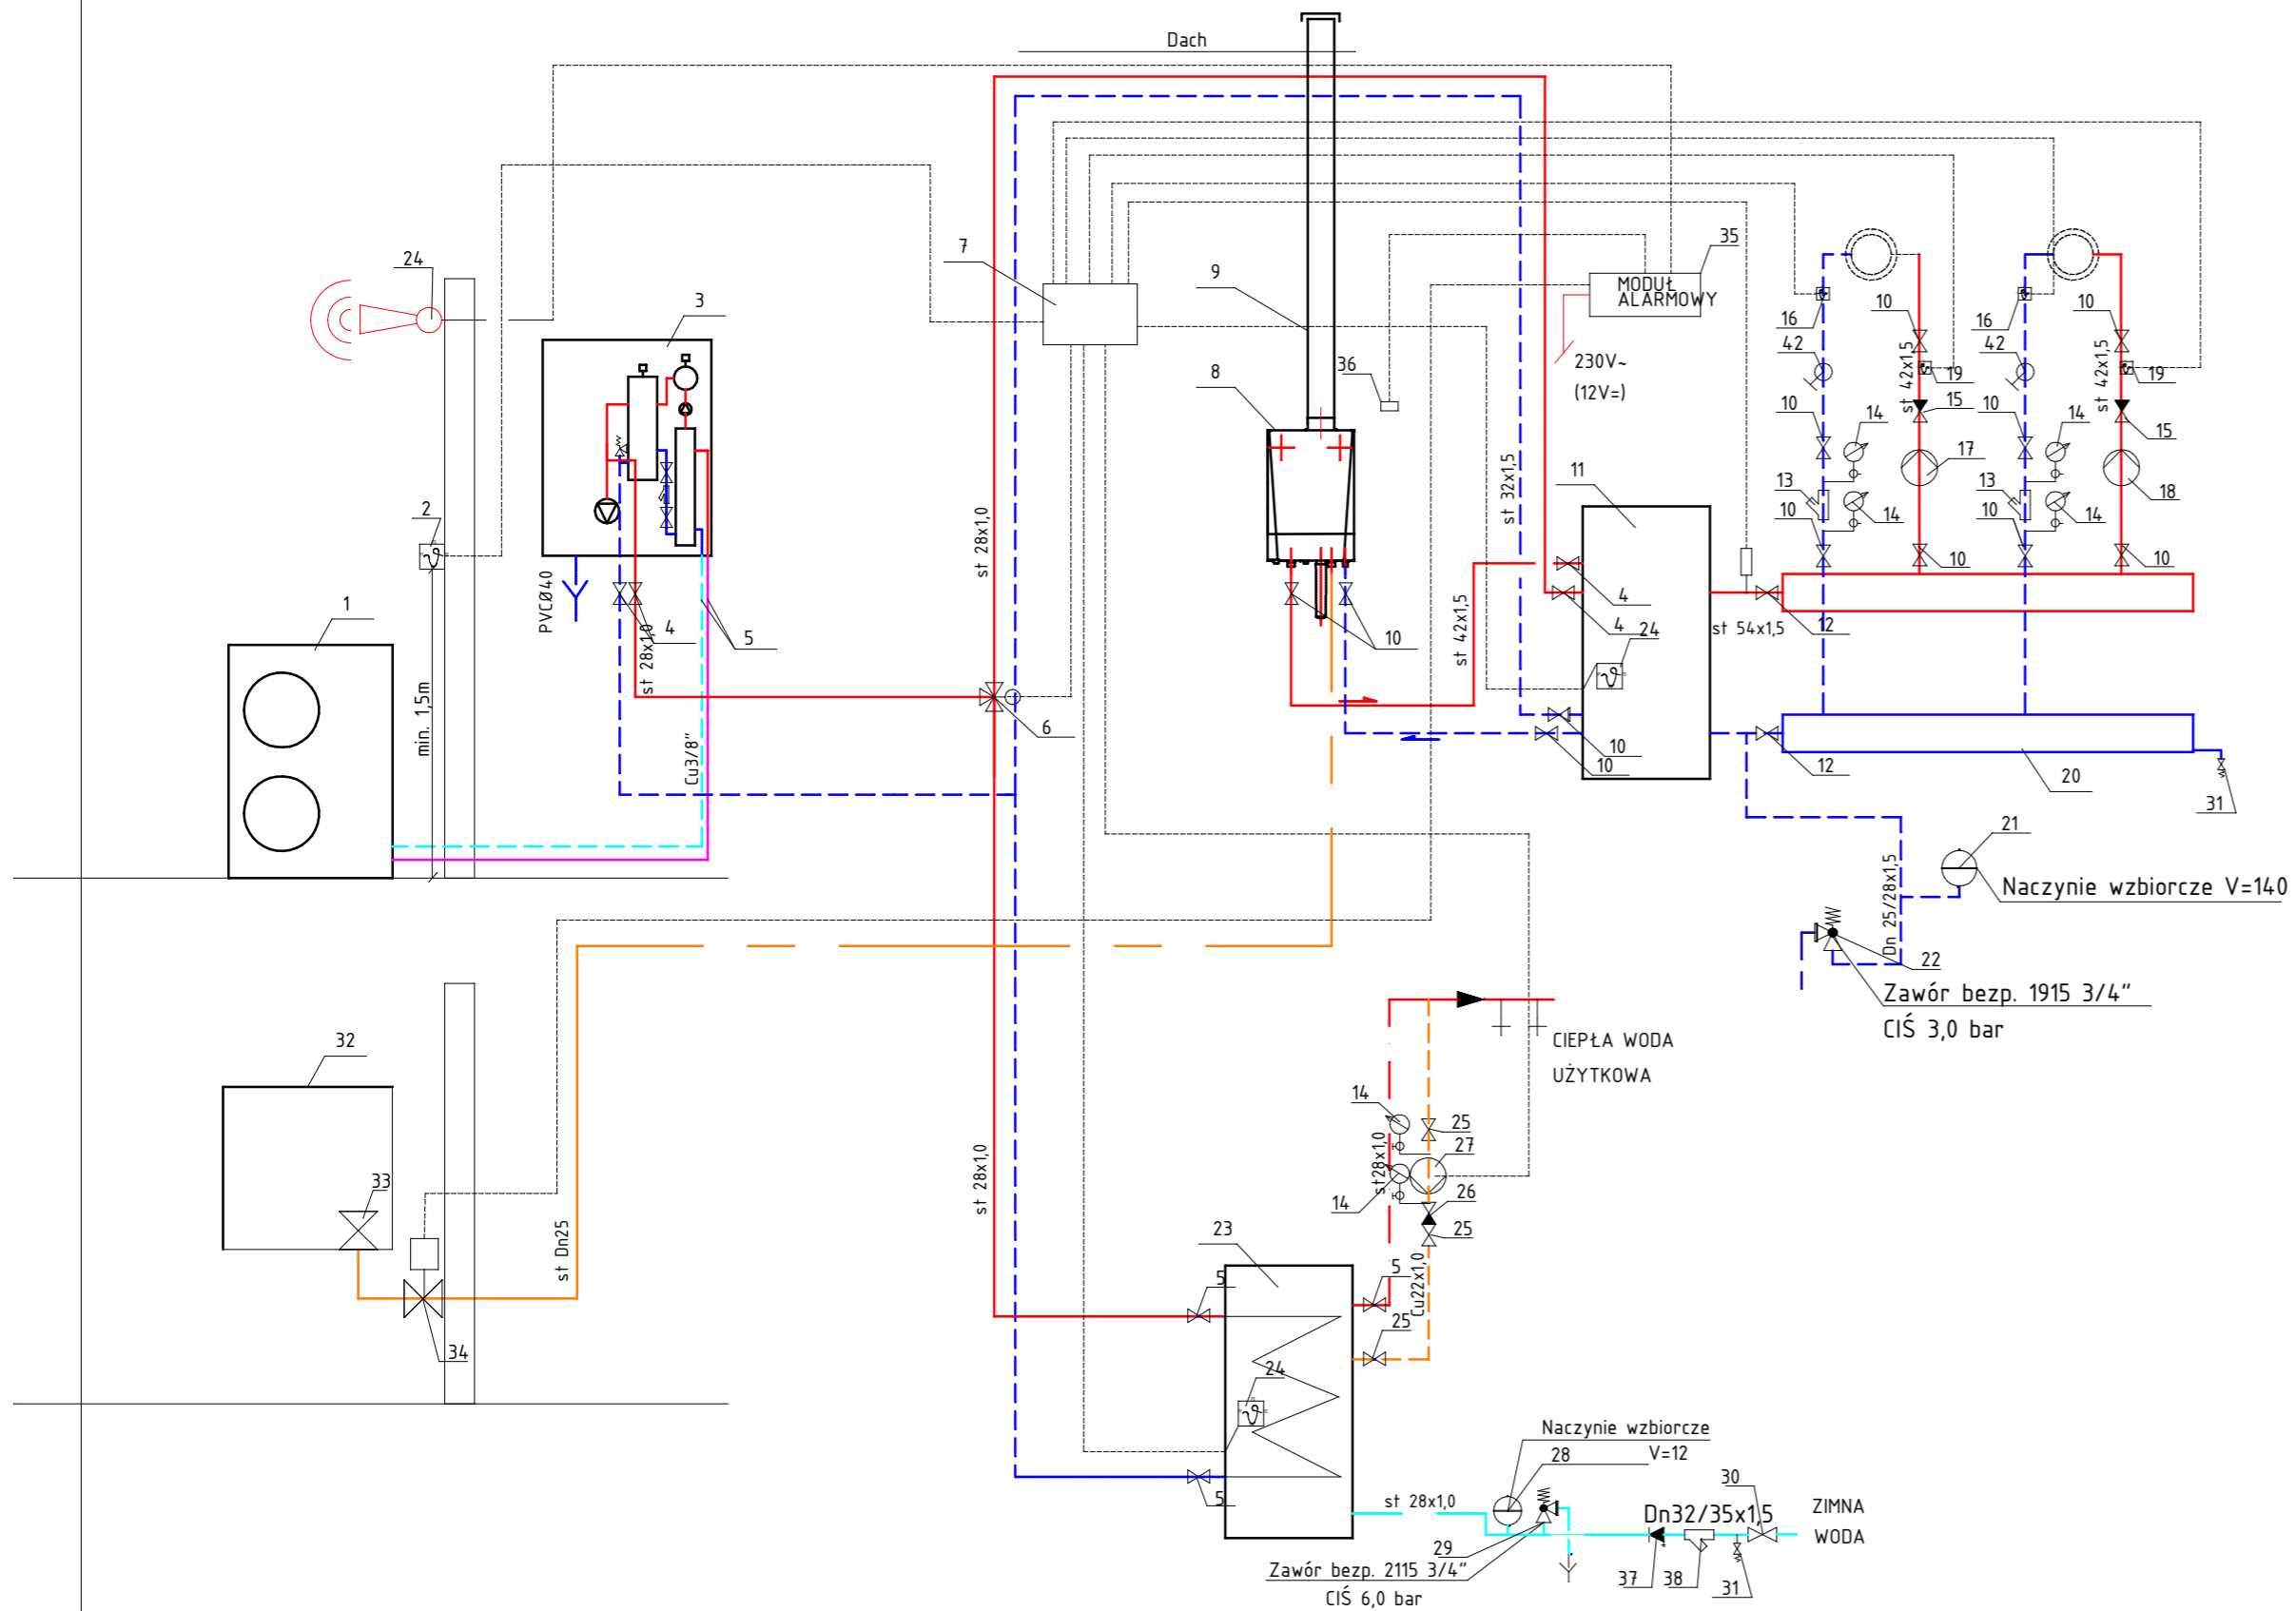 Dach
24
3
7
9
35
MODUŁ
ALARMOWY
36
230V~
(12V=)
8
16
10
16
10
42
st 42x1,5
19
42
st 42x1,5
19
10
14
15
10
14
15
17
18
13
14
13
14
10
10
10
10
2
st 28x1,0
st 32x1,5
11
PVCØ40
1
min. 1,5m
st 28x1,0
4
5
10
st 42x1,5
4
4
24
st 54x1,5
12
6
Cu3/8"
10
10
12
20
31
21
Naczynie wzbiorcze V=140
Dn 25/28x1,5
22
Zawór bezp. 1915 3/4"
CIŚ 3,0 bar
CIEPŁA WODA
UŻYTKOWA
32
33
34
st Dn25
st 28x1,0
14
25
st28x1,0
27
14
26
25
23
5
5
Cu22x1,0
25
24
5
Naczynie wzbiorcze
28
V=12
st 28x1,0
30
ZIMNA
WODA
Dn32/35x1,5
29
Zawór bezp. 2115 3/4"
CIŚ 6,0 bar
37
38
31